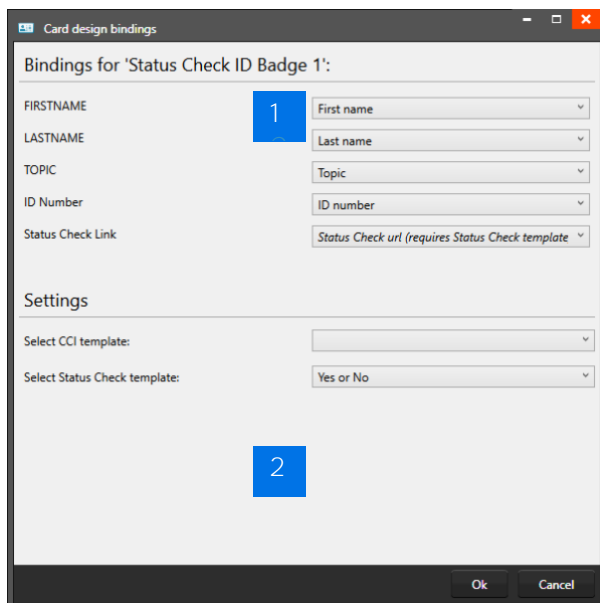 Card design bindings
Bindings for 'Status Check ID Badge 1':
FIRSTNAME
1
First name
LASTNAME
Last name
TOPIC
Topic
ID Number
ID number
Status Check Link
Status Check url (requires Status Check template
Settings
Select CCI template:
Select Status Check template:
Yes or No
2
Ok
Cancel